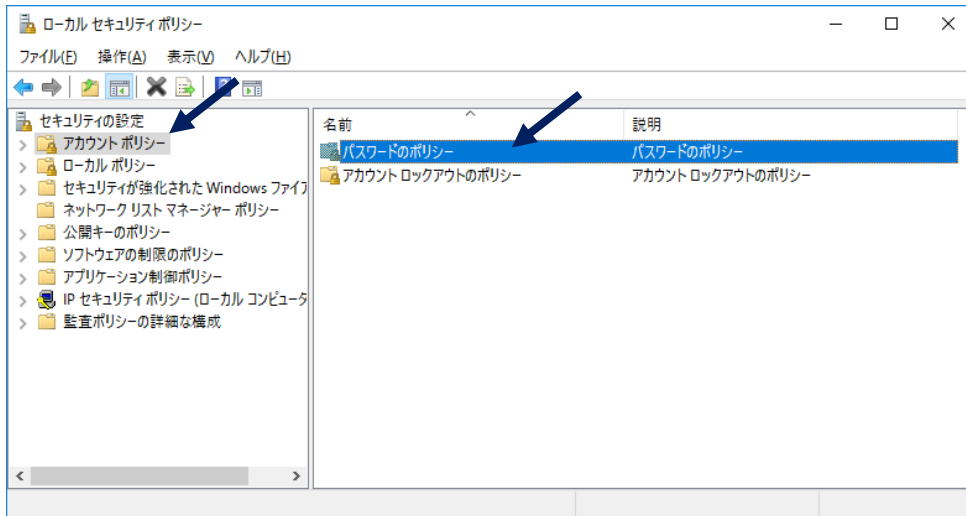 ローカル セキュリティ ポリシー
ファイル(F) 操作(A) 表示(V) ヘルプ(H)
セキュリティの設定
アカウント ポリシー
ローカル ポリシー
セキュリティが強化された Windows ファイア
ネットワーク リスト マネージャー ポリシー
公開キーのポリシー
ソフトウェアの制限のポリシー
アプリケーション制御ポリシー
IP セキュリティ ポリシー (ローカル コンピュータ
監査ポリシーの詳細な構成
名前 説明
パスワードのポリシー パスワードのポリシー
アカウント ロックアウトのポリシー アカウント ロックアウトのポリシー